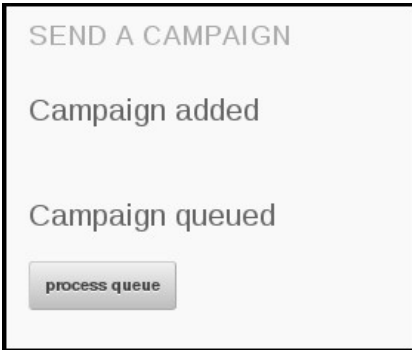 SEND A CAMPAIGN
Campaign added
Campaign queued
process queue